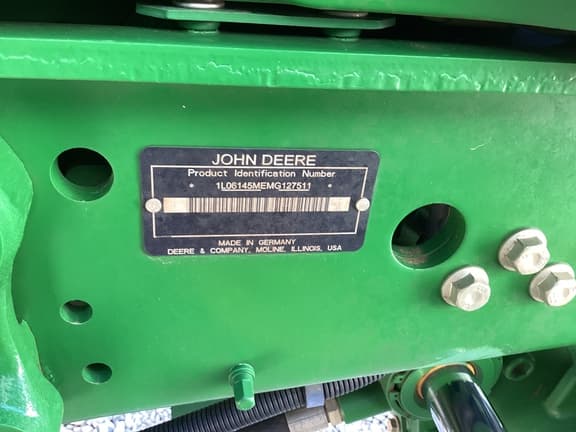 JOHN DEERE
Product Identification Number
* 1L06145MEMG127511 *
MADE IN GERMANY
DEERE & COMPANY, MOLINE, ILLINOIS, USA